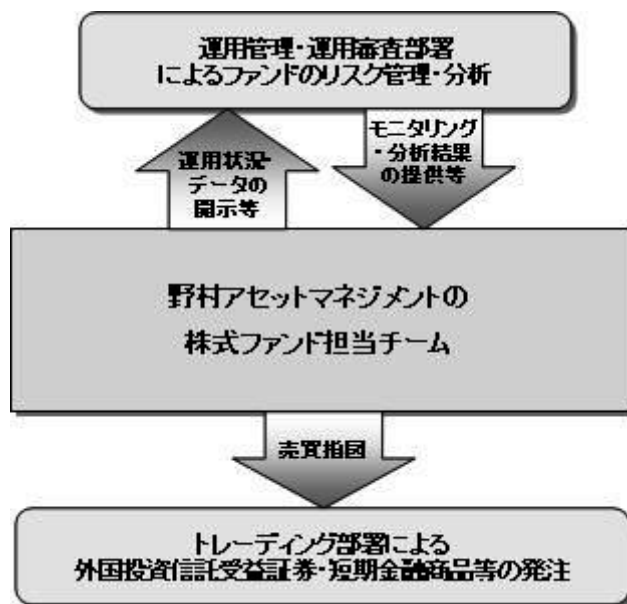 運用管理・運用審査部署
によるファンドのリスク管理・分析
運用状況・
データの
開示等
モニタリング
・分析結果
の提供等
野村アセットマネジメントの
株式ファンド担当チーム
売買指図
トレーディング部署による
外国投資信託受益証券・短期金融商品等の発注